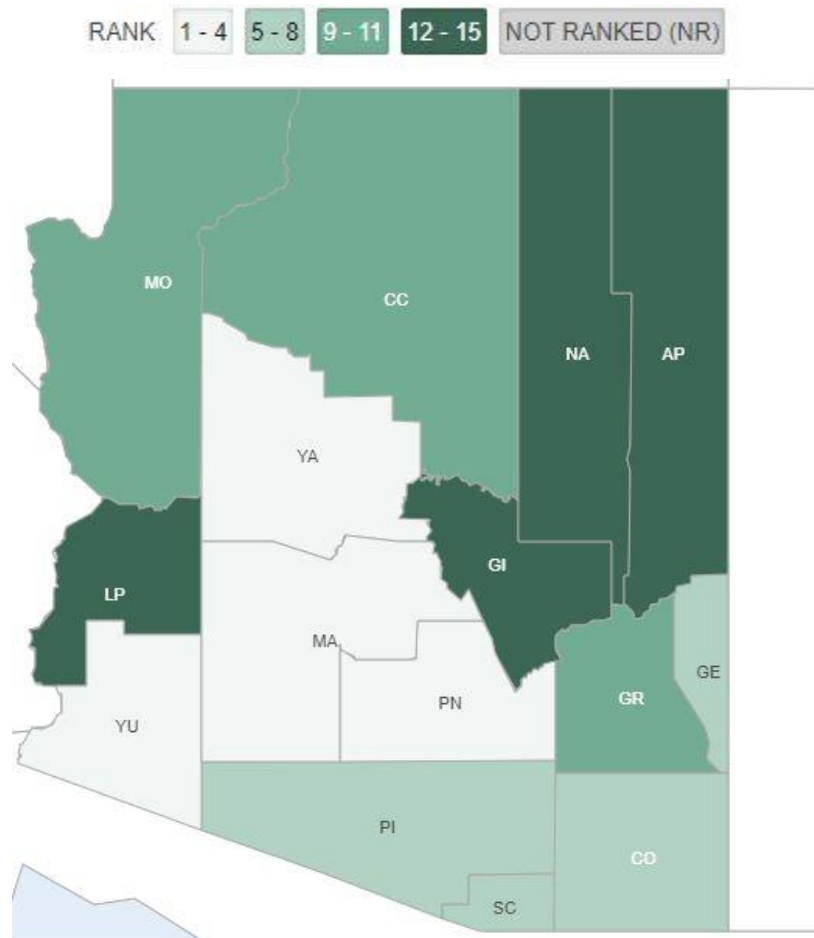 RANK 1 - 4 5 - 8 9 - 11 12 - 15 NOT RANKED (NR)
MO
CC
NA
AP
YA
GI
LP
MA
GE
PN
GR
YU
PI
CO
SC